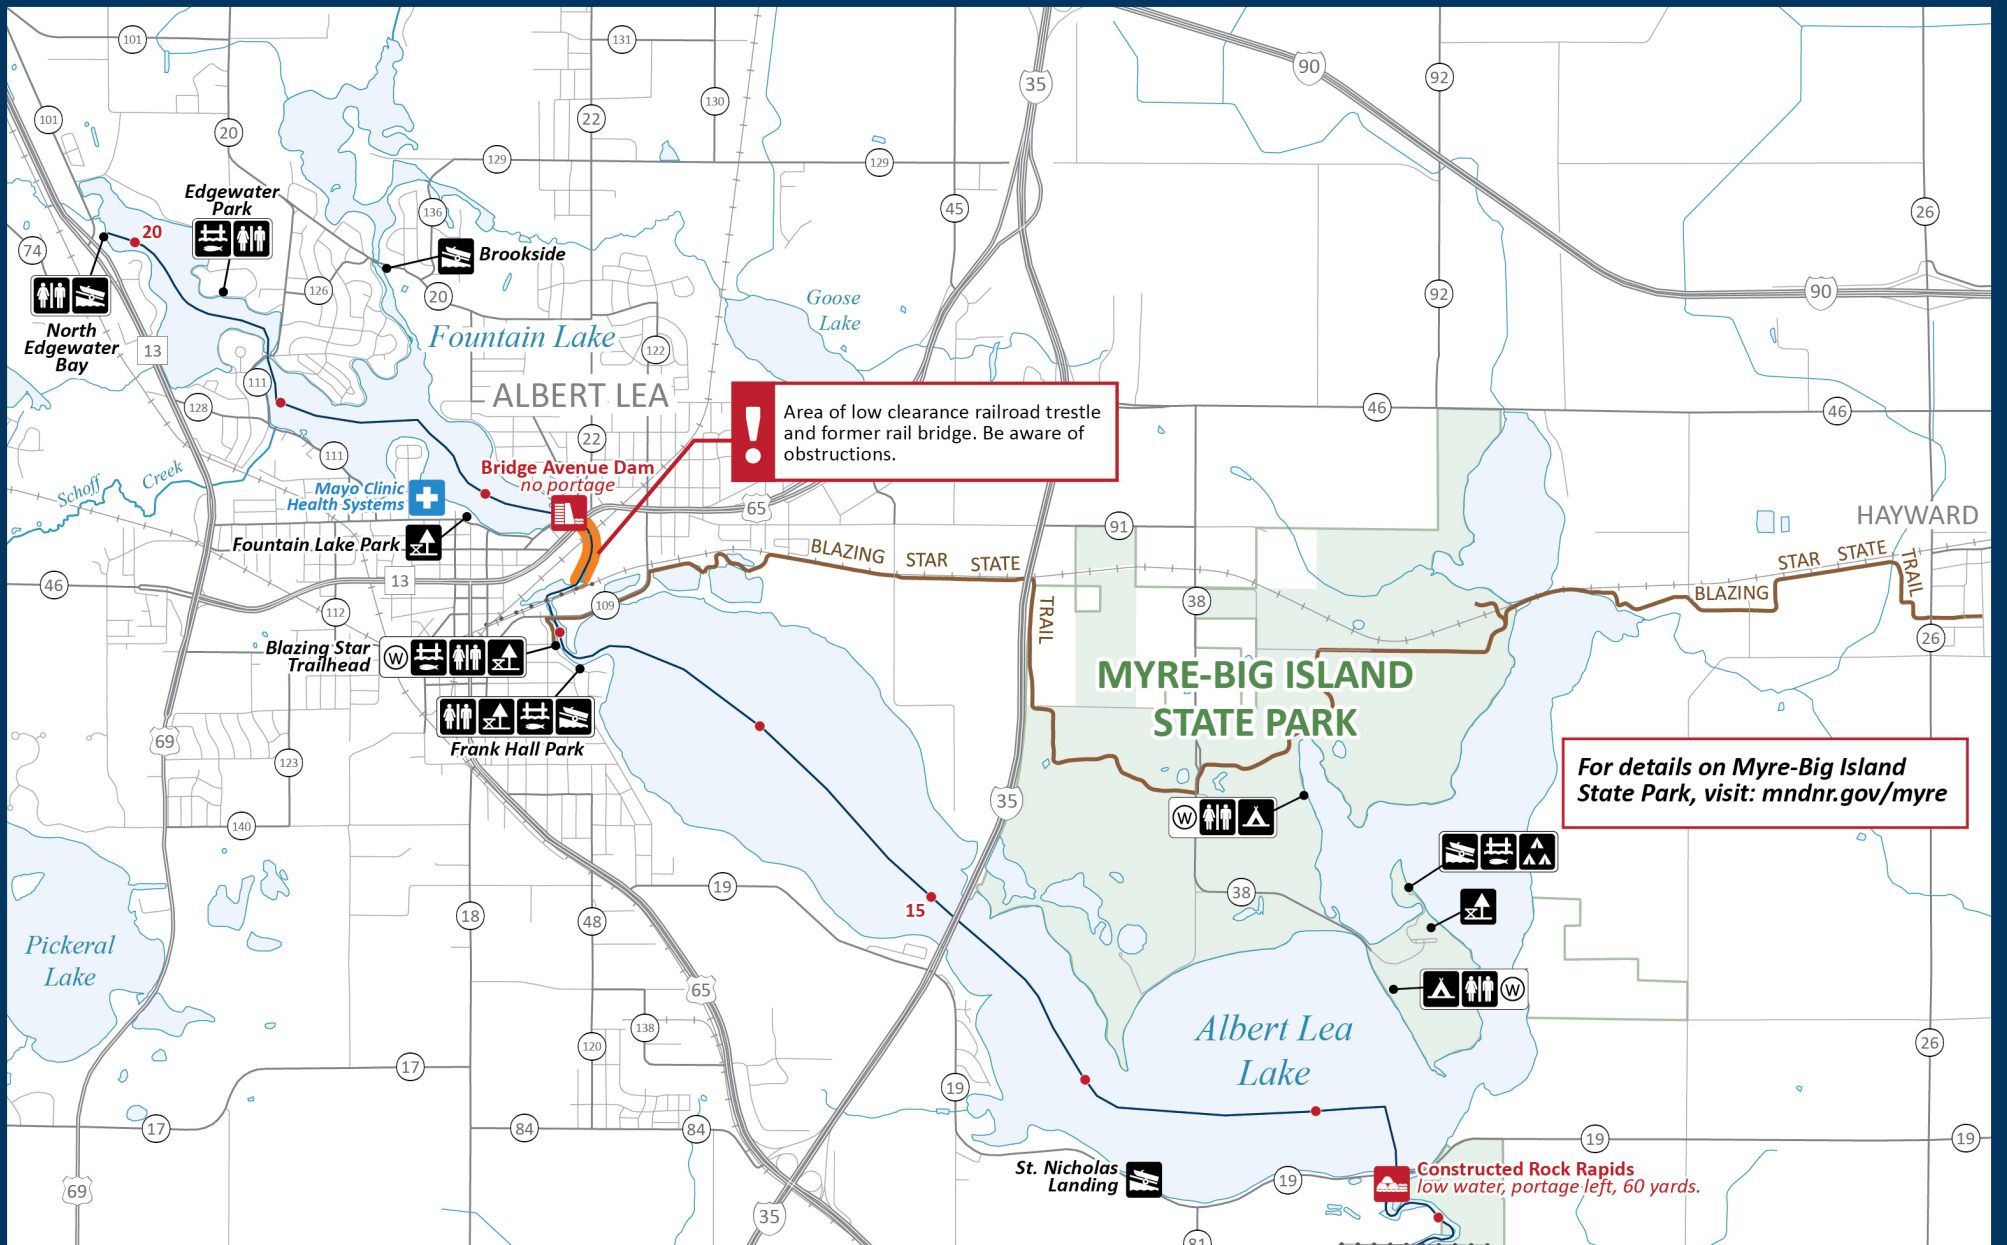 101
131
90
92
35
101
20
22
130
129
129
Edgewater
Park
136
45
26
20
74
Brookside
126
20
92
90
North
Edgewater
Bay
13
Fountain Lake
Goose
Lake
122
111
128
ALBERT LEA
46
46
22
Area of low clearance railroad trestle
and former rail bridge. Be aware of
obstructions.
111
Schoff Creek
Mayo Clinic
Health Systems
Bridge Avenue Dam
no portage
65
91
HAYWARD
Fountain Lake Park
BLAZING STAR STATE TRAIL
BLAZING STAR STATE TRAIL
46
13
112
109
38
26
Blazing Star
Trailhead
W
MYRE-BIG ISLAND
STATE PARK
Frank Hall Park
69
123
For details on Myre-Big Island
State Park, visit: mndnr.gov/myre
35
W
140
19
38
15
18
48
Pickeral
Lake
65
W
138
120
Albert Lea
Lake
26
17
19
17
84
84
19
19
St. Nicholas
Landing
19
Constructed Rock Rapids
low water, portage left, 60 yards.
69
35
81